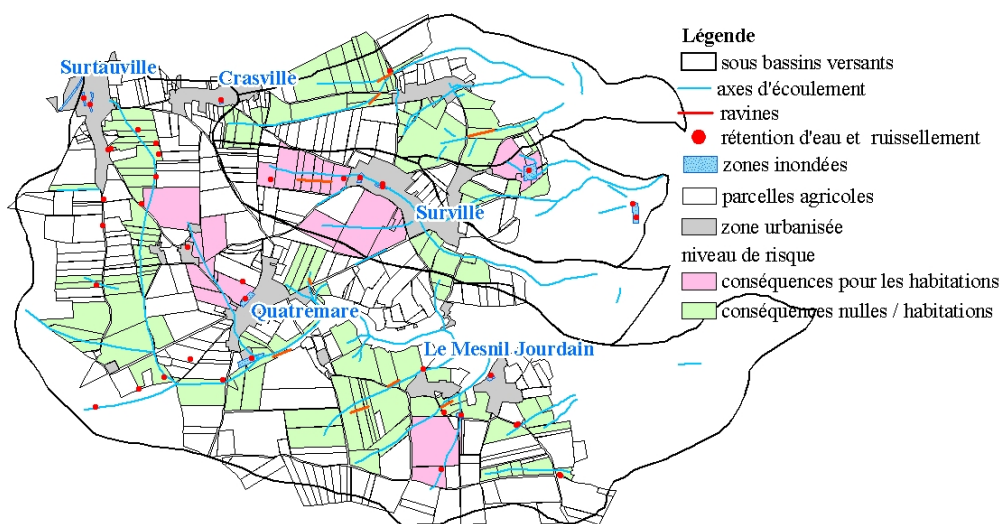 Surtauville
Crasville
Surville
Quatremare
Le Mesnil Jourdain
Légende
sous bassins versants
axes d'écoulement
ravines
rétention d'eau et ruissellement
zones inondées
parcelles agricoles
zone urbanisée
niveau de risque
conséquences pour les habitations
conséquences nulles / habitations